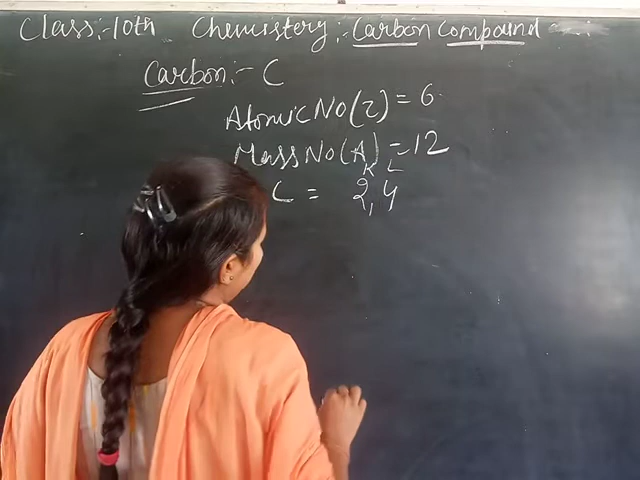 Class:-10th Chemistery:-Carbon Compound
Carbon:- C
Atomic No(Z) = 6
Mass No(A) = 12
K L
C = 2, 4